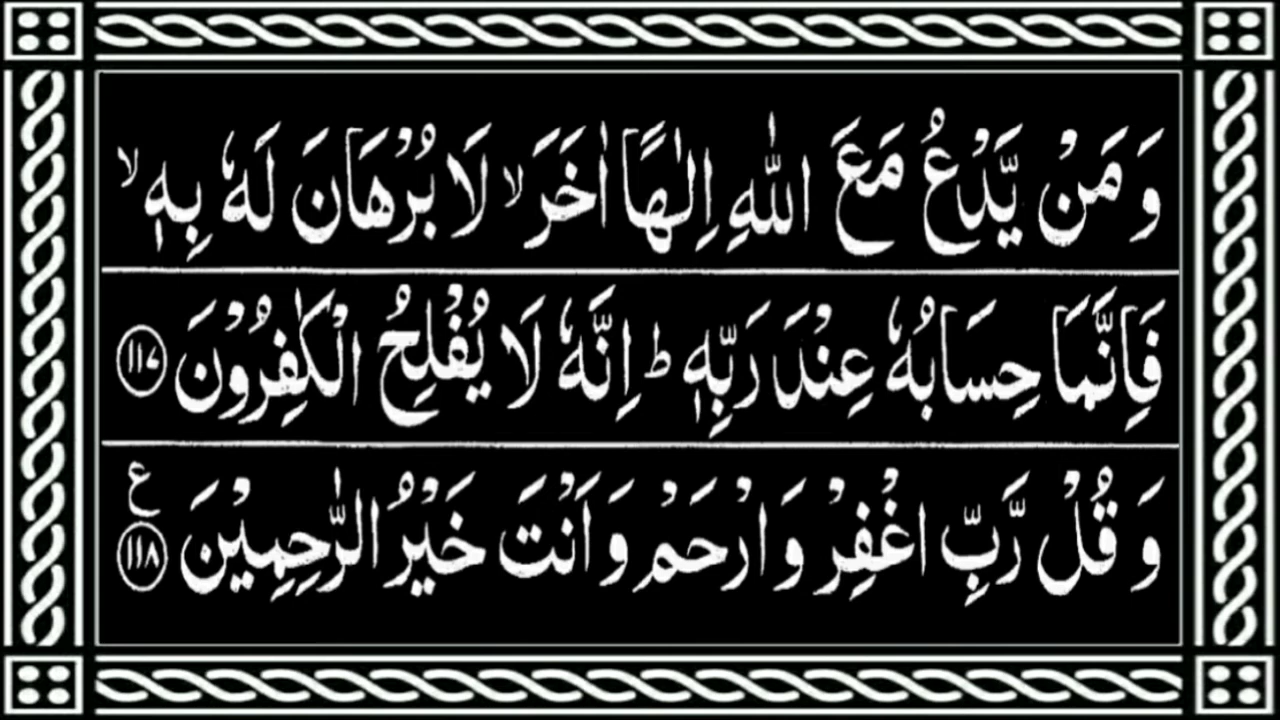 وَ مَنْ يَّدْعُ مَعَ اللّٰهِ اِلٰهًا اٰخَرَ ۙ لَا بُرْهَانَ لَهٗ بِهٖ ۙ
فَاِنَّمَا حِسَابُهٗ عِنْدَ رَبِّهٖ ؕ اِنَّهٗ لَا يُفْلِحُ الْكٰفِرُوْنَ ۝١١٧
وَ قُلْ رَّبِّ اغْفِرْ وَ ارْحَمْ وَ اَنْتَ خَيْرُ الرّٰحِمِيْنَ ۝١١٨ ع